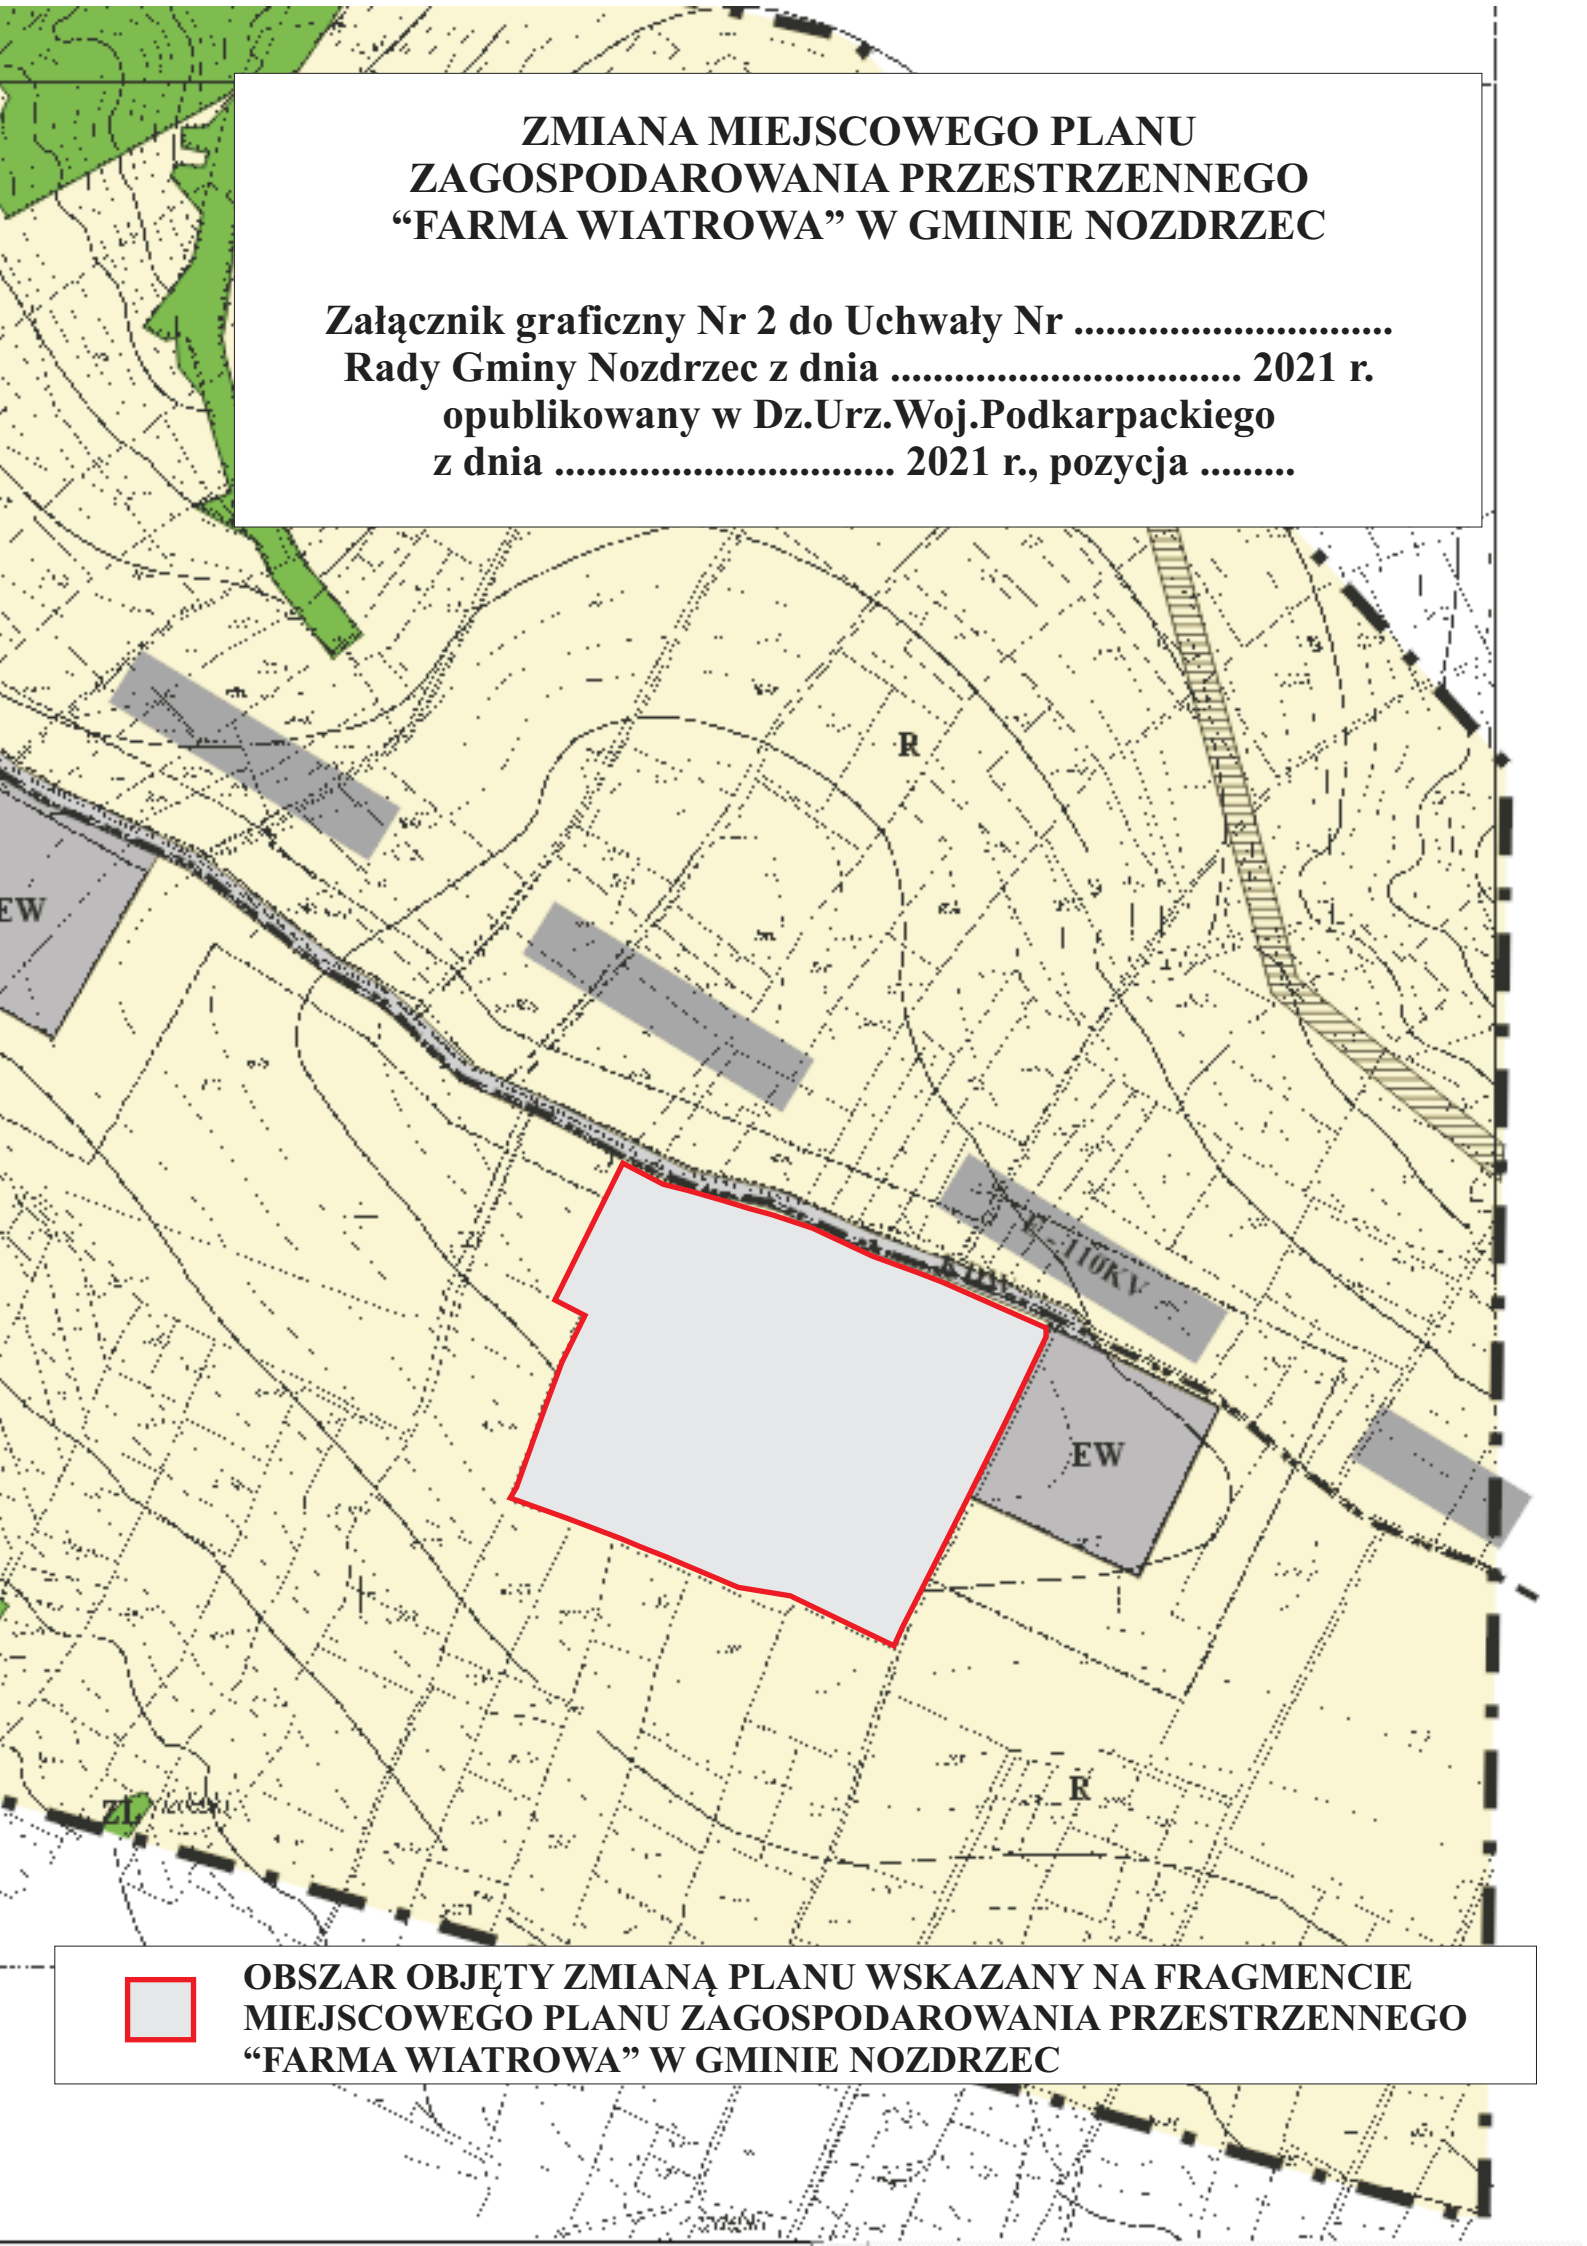 ZMIANA MIEJSCOWEGO PLANU
ZAGOSPODAROWANIA PRZESTRZENNEGO
“FARMA WIATROWA” W GMINIE NOZDRZEC
Załącznik graficzny Nr 2 do Uchwały Nr ..............................
Rady Gminy Nozdrzec z dnia ................................. 2021 r.
opublikowany w Dz.Urz.Woj.Podkarpackiego
z dnia ................................ 2021 r., pozycja .........
R
EW
E - 110KV
EW
R
ZL
OBSZAR OBJĘTY ZMIANĄ PLANU WSKAZANY NA FRAGMENCIE
MIEJSCOWEGO PLANU ZAGOSPODAROWANIA PRZESTRZENNEGO
“FARMA WIATROWA” W GMINIE NOZDRZEC